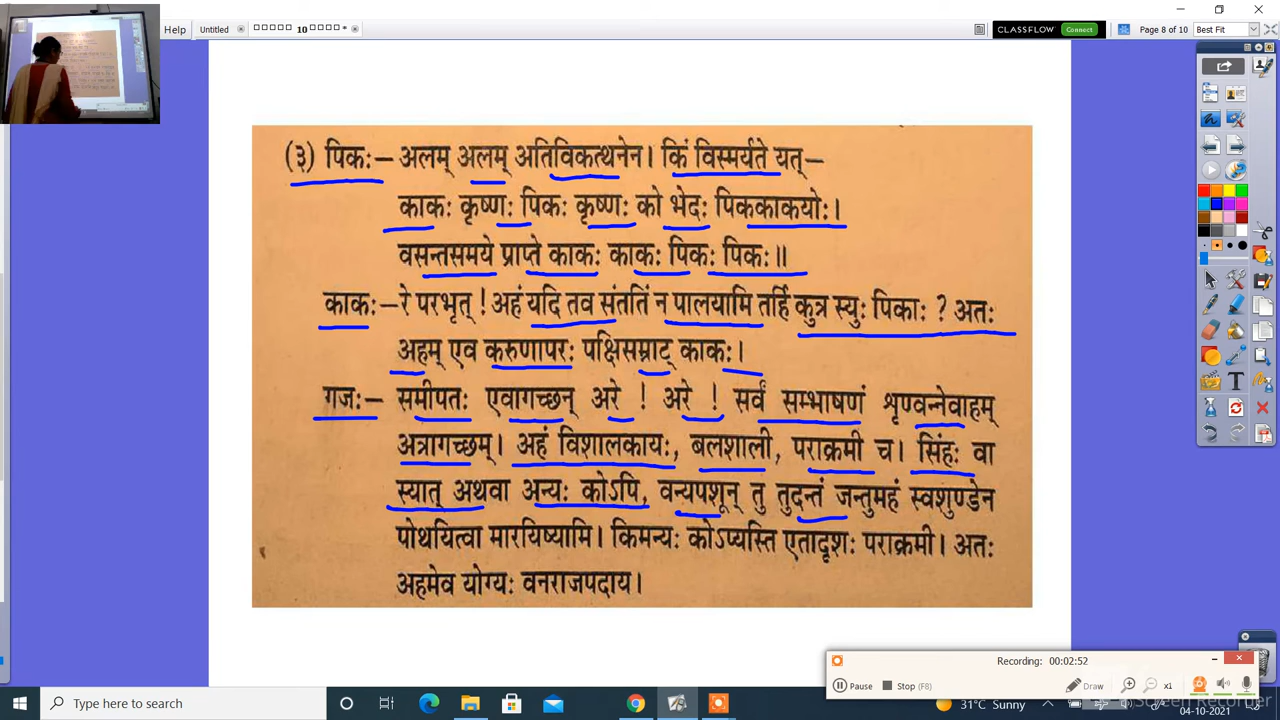 Help
Untitled
10
CLASSFLOW Connect
Page 8 of 10
Best Fit
(३) पिकः– अलम् अलम् अतिविकत्थनेन। किं विस्मर्यते यत्–
काकः कृष्णः पिकः कृष्णः को भेदः पिककाकयोः।
वसन्तसमये प्राप्ते काकः काकः पिकः पिकः॥
काकः–रे परभृत् ! अहं यदि तव संततिं न पालयामि तर्हि कुत्र स्युः पिकाः ? अतः
अहम् एव करुणापरः पक्षिसम्राट् काकः।
गजः– समीपतः एवागच्छन् अरे ! अरे ! सर्वं सम्भाषणं शृण्वन्नेवाहम्
अत्रागच्छम्। अहं विशालकायः, बलशाली, पराक्रमी च। सिंहः वा
स्यात् अथवा अन्यः कोऽपि, वन्यपशून् तु तुदन्तं जन्तुमहं स्वशुण्डेन
पोथयित्वा मारयिष्यामि। किमन्यः कोऽप्यस्ति एतादृशः पराक्रमी। अतः
अहमेव योग्यः वनराजपदाय।
Recording: 00:02:52
Pause Stop (F8) Draw x1
Screen Recorder
Type here to search
31°C Sunny
04-10-2021